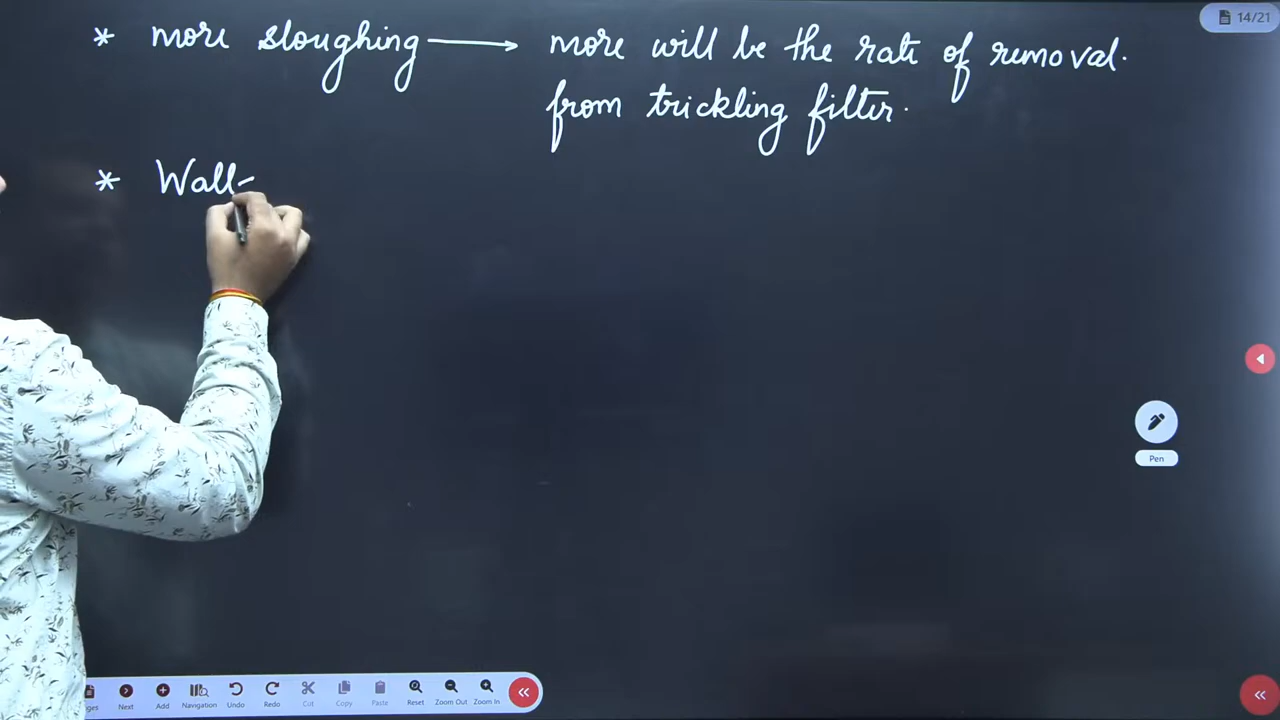 14/21
* more sloughing → more will be the rate of removal.
from trickling filter.
* Wall-
Pen
ges Next Add Navigation Undo Redo Cut Copy Paste Reset Zoom Out Zoom In